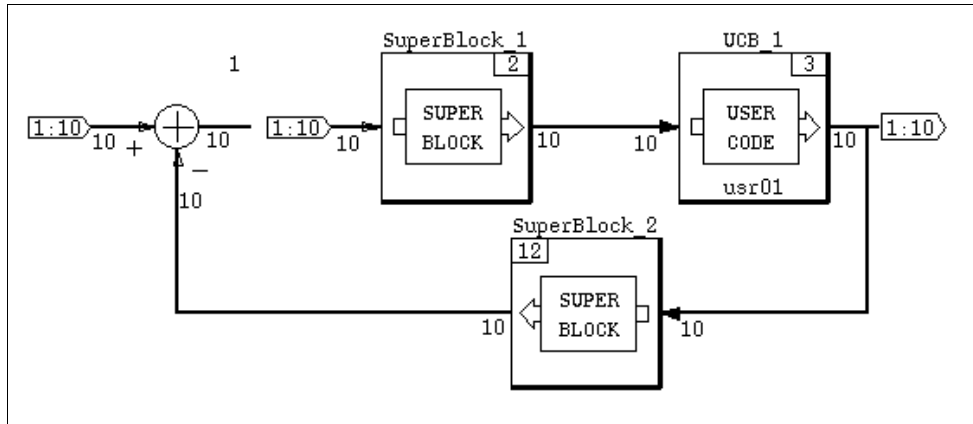 SuperBlock_1
UCB_1
1
2
3
1:10
10
+
10
1:10
10
SUPER
BLOCK
10
10
USER
CODE
10
1:10
usr01
−
10
SuperBlock_2
12
SUPER
BLOCK
10
10